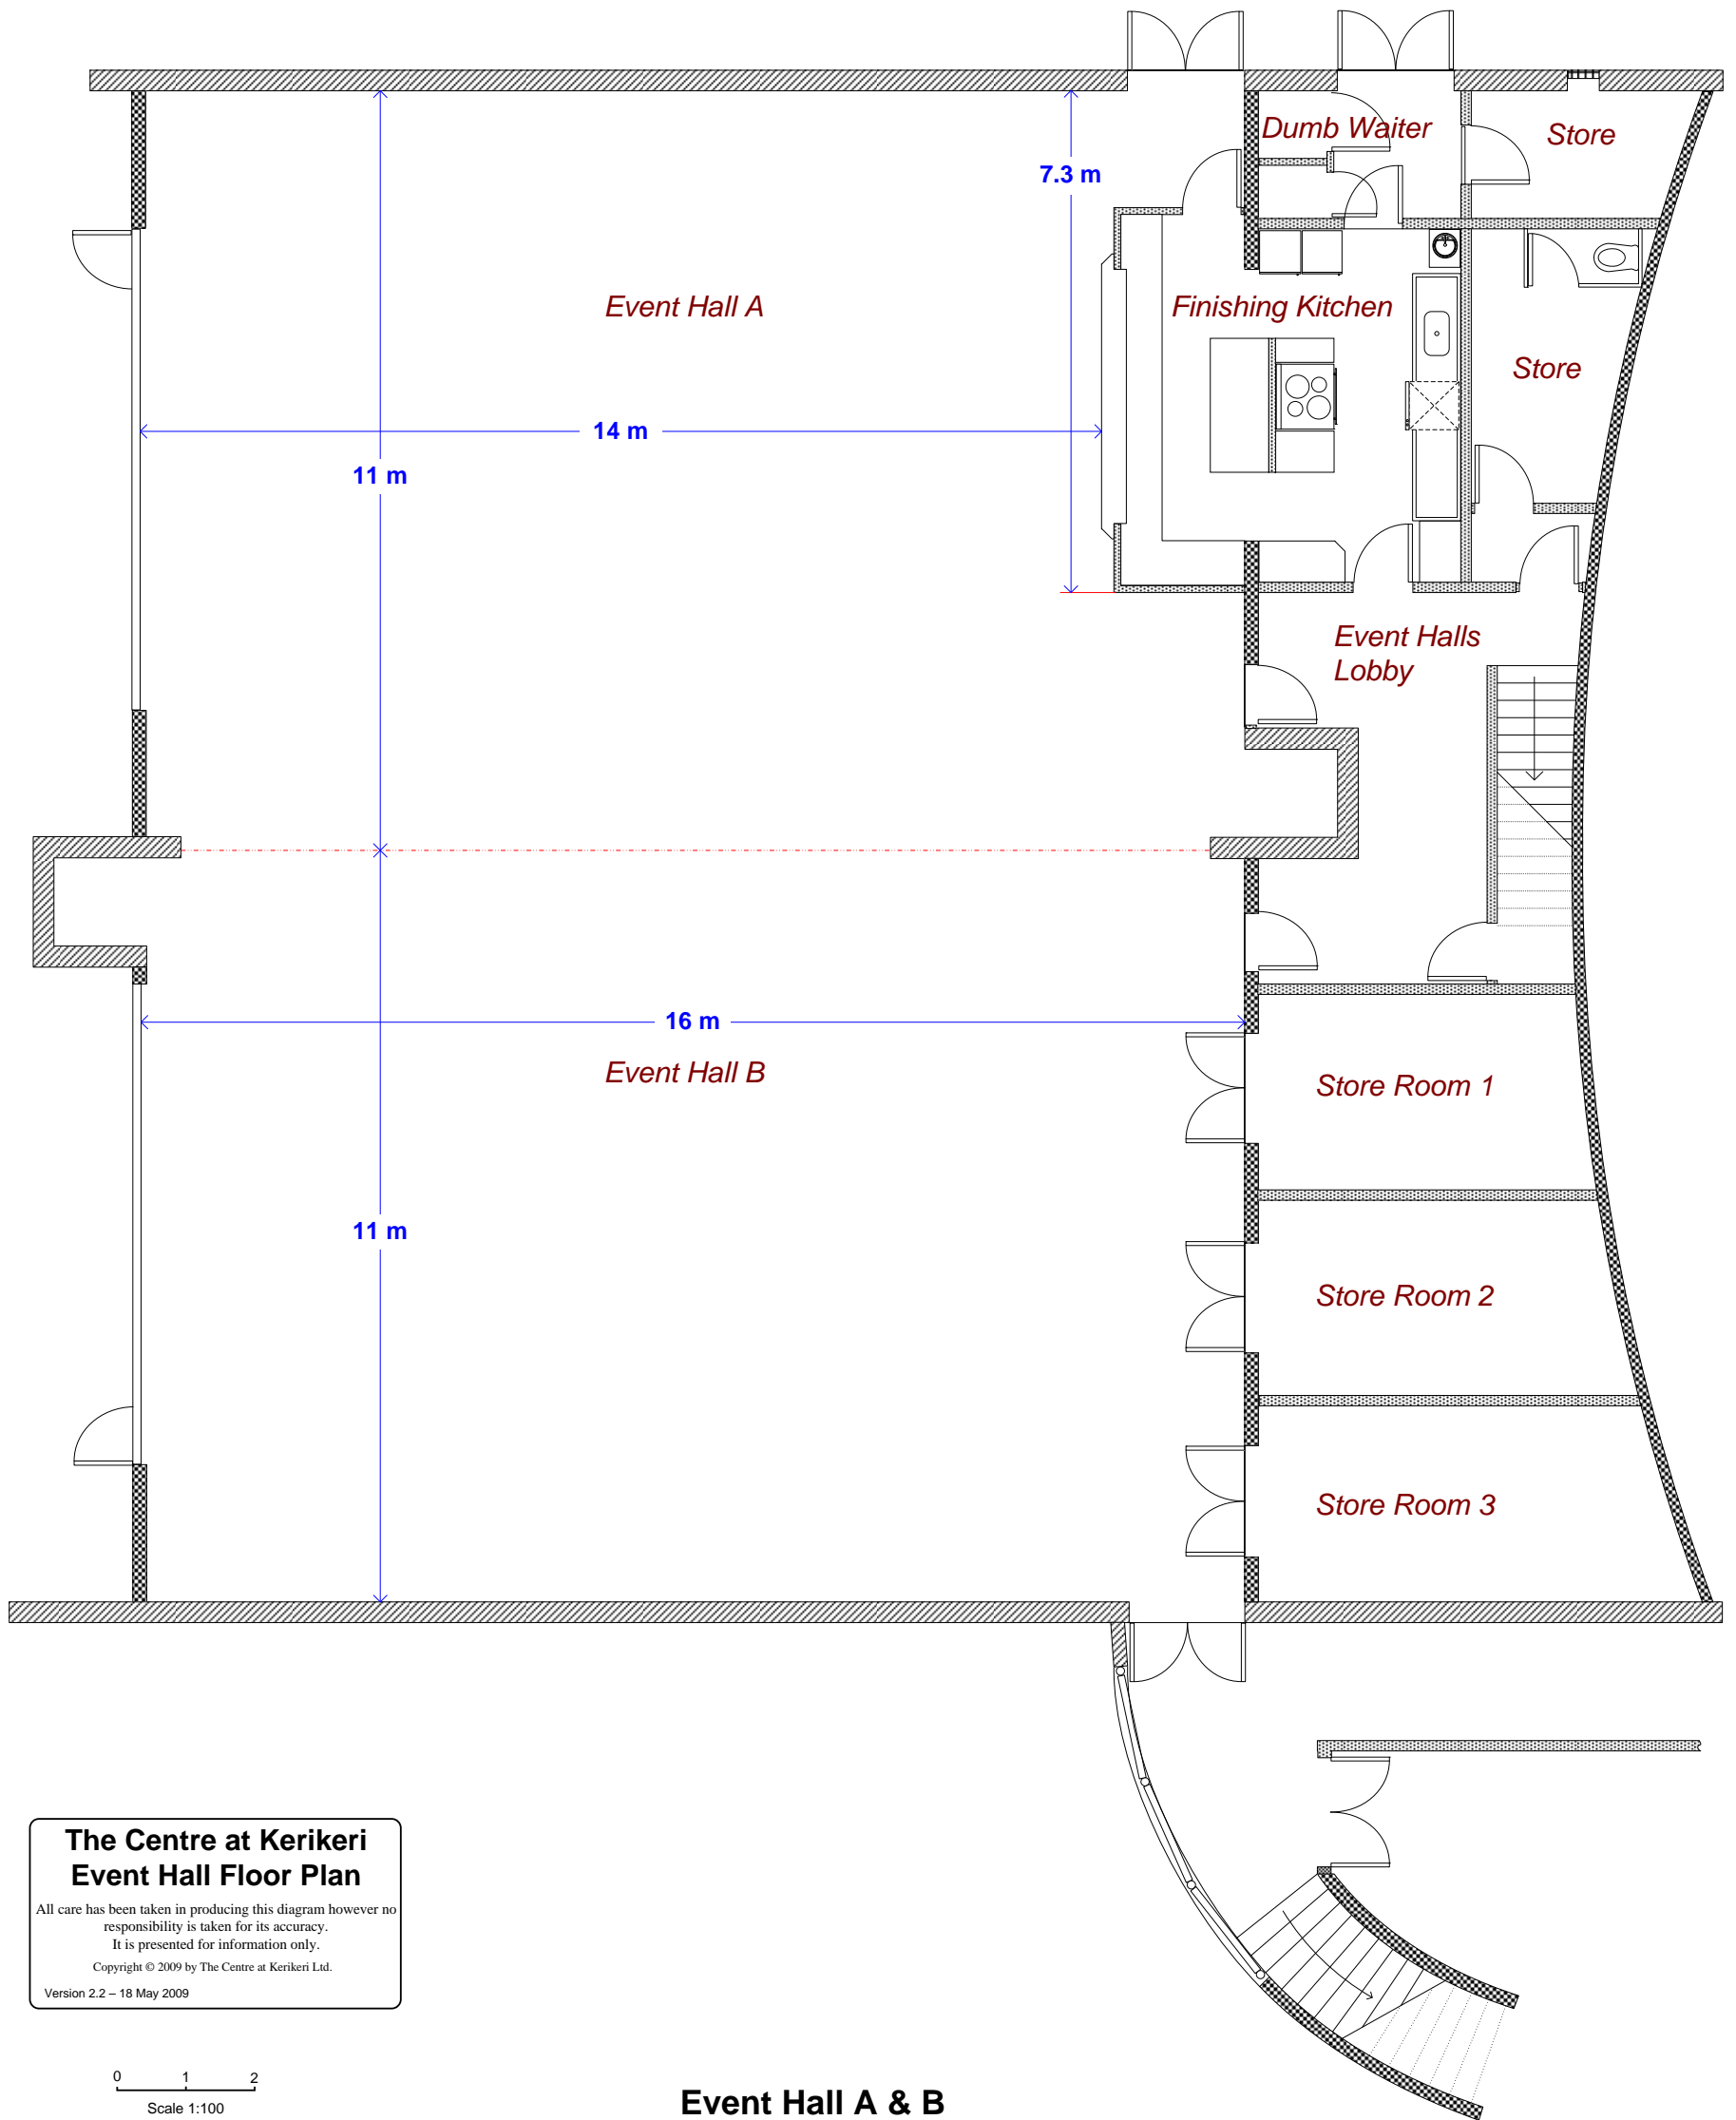 Dumb Waiter
Store
7.3 m
Event Hall A
Finishing Kitchen
Store
14 m
11 m
Event Halls
Lobby
16 m
Event Hall B
Store Room 1
11 m
Store Room 2
Store Room 3
The Centre at Kerikeri
Event Hall Floor Plan
All care has been taken in producing this diagram however no
responsibility is taken for its accuracy.
It is presented for information only.
Copyright © 2009 by The Centre at Kerikeri Ltd.
Version 2.2 – 18 May 2009
0 1 2
Scale 1:100
Event Hall A & B